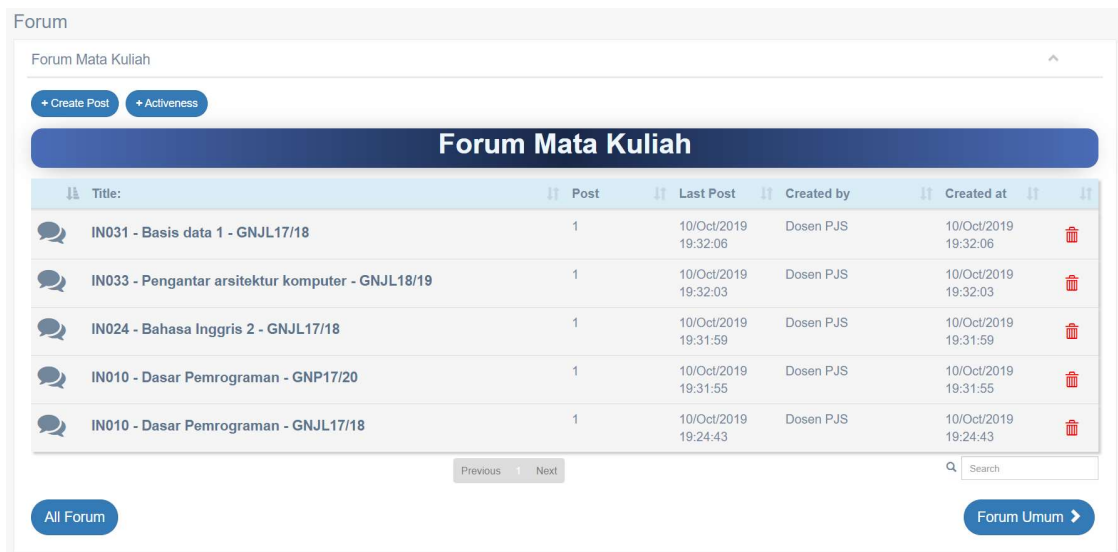 Forum
Forum Mata Kuliah
+ Create Post + Activeness
Forum Mata Kuliah
Title: Post Last Post Created by Created at
IN031 - Basis data 1 - GNJL17/18 1 10/Oct/2019 Dosen PJS 10/Oct/2019
19:32:06 19:32:06
IN033 - Pengantar arsitektur komputer - GNJL18/19 1 10/Oct/2019 Dosen PJS 10/Oct/2019
19:32:03 19:32:03
IN024 - Bahasa Inggris 2 - GNJL17/18 1 10/Oct/2019 Dosen PJS 10/Oct/2019
19:31:59 19:31:59
IN010 - Dasar Pemrograman - GNP17/20 1 10/Oct/2019 Dosen PJS 10/Oct/2019
19:31:55 19:31:55
IN010 - Dasar Pemrograman - GNJL17/18 1 10/Oct/2019 Dosen PJS 10/Oct/2019
19:24:43 19:24:43
Previous 1 Next Search
All Forum Forum Umum